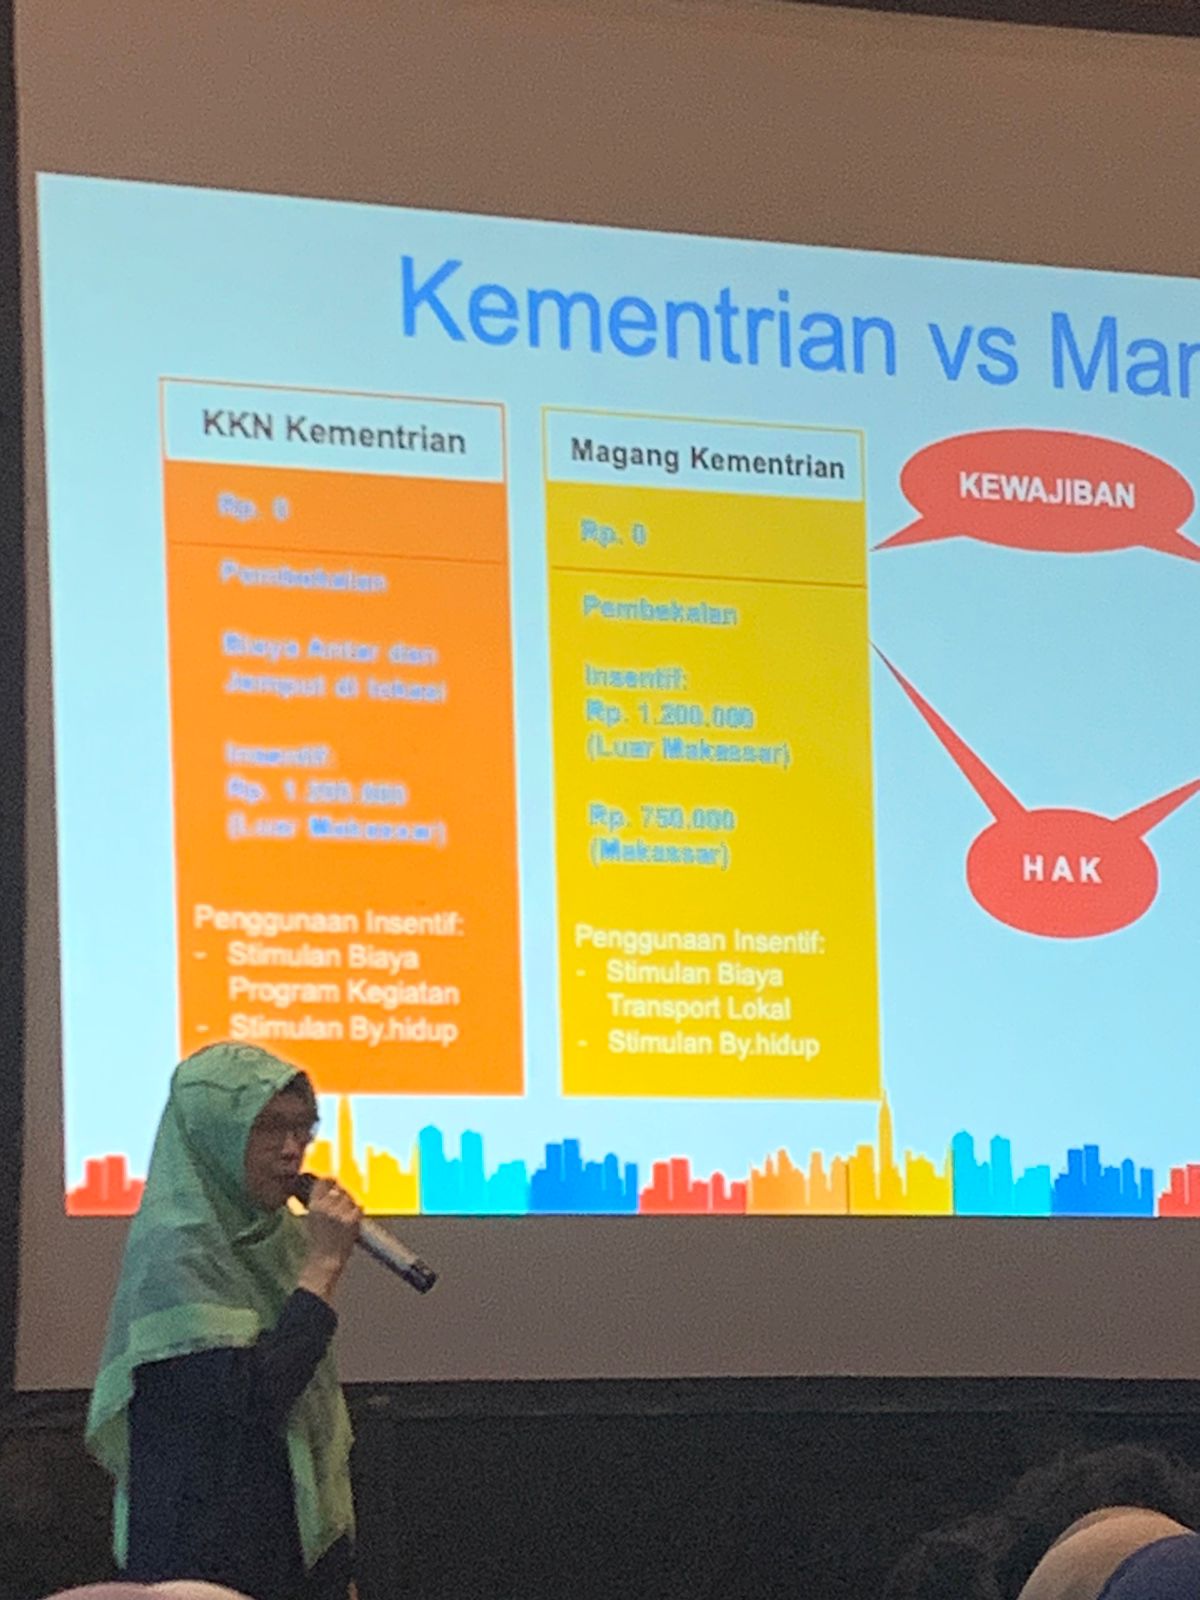 Kementrian vs Mar
KKN Kementrian
Rp. 0
Pembekalan
Biaya Antar dan
Jemput di lokasi
Insentif:
Rp. 1.200.000
(Luar Makassar)
Penggunaan Insentif:
- Stimulan Biaya
Program Kegiatan
- Stimulan By.hidup
Magang Kementrian
Rp. 0
Pembekalan
Insentif:
Rp. 1.200.000
(Luar Makassar)
Rp. 750.000
(Makassar)
Penggunaan Insentif:
- Stimulan Biaya
Transport Lokal
- Stimulan By.hidup
KEWAJIBAN
HAK